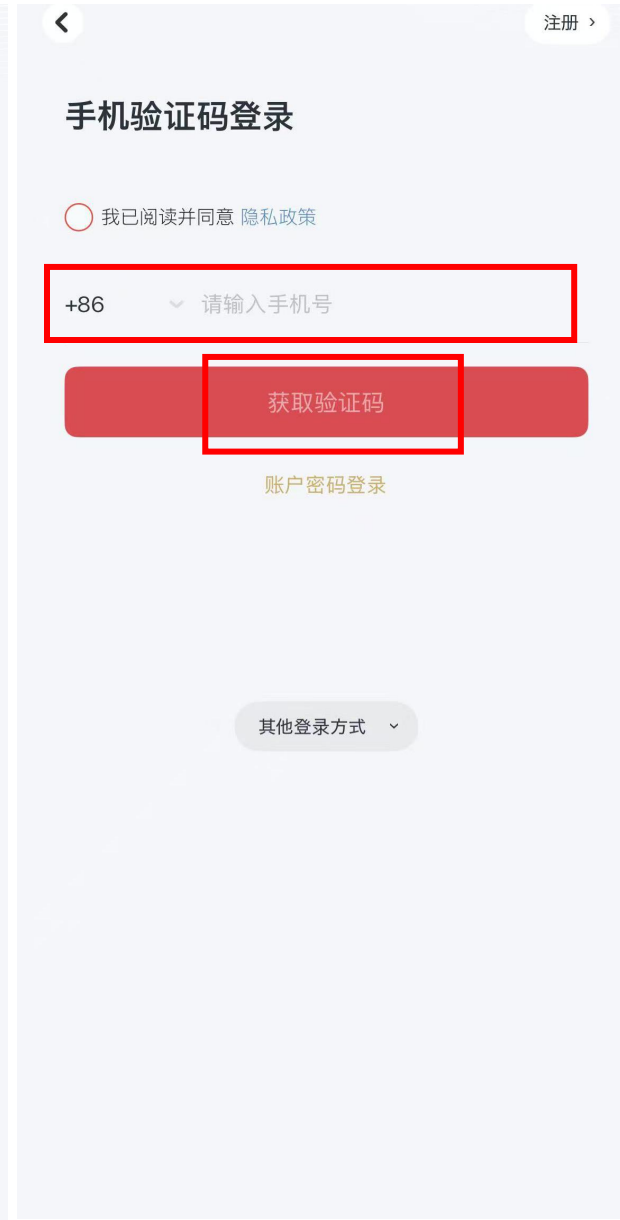 注册
手机验证码登录
我已阅读并同意 隐私政策
+86 请输入手机号
获取验证码
账户密码登录
其他登录方式